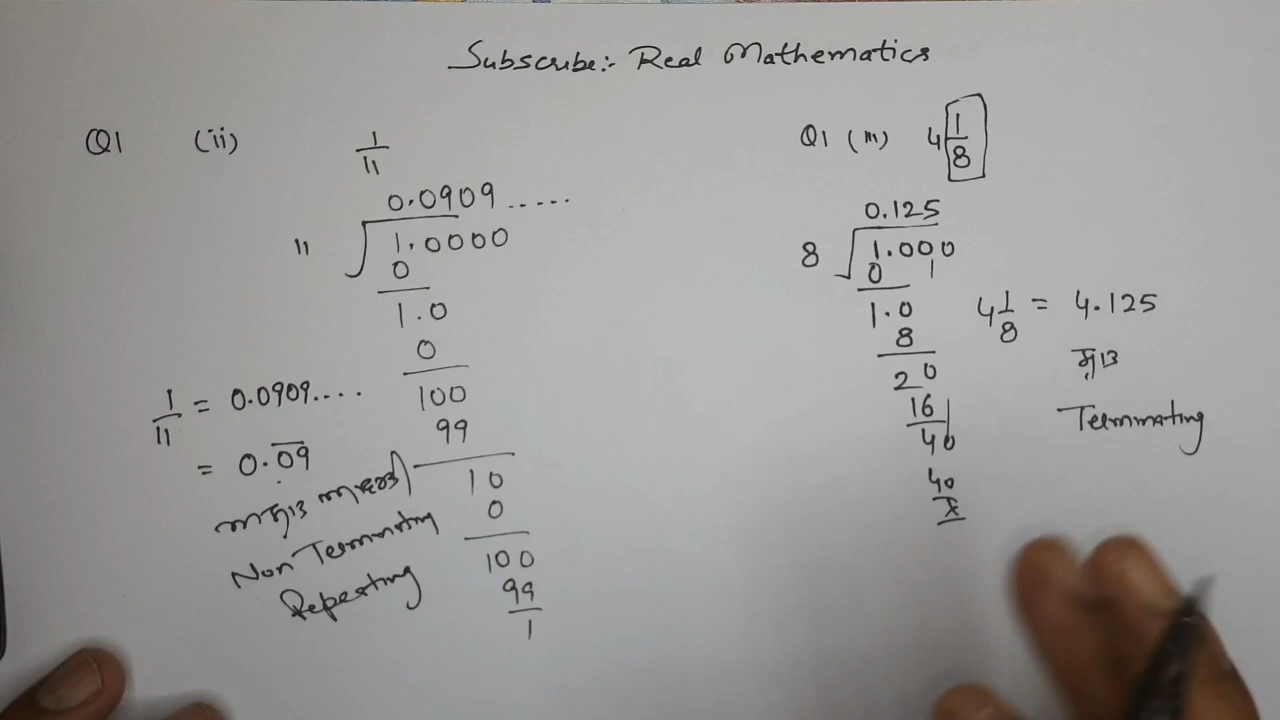 Subscribe:- Real Mathematics
Q1 (ii) 1/11
0.0909.....
11 1.0000
0
1.0
0
100
99
10
0
100
99
1
1/11 = 0.0909....
= 0.0̅9̅
Non Terminating
Repeating
Q1 (iii) 4 1/8
0.125
8 1.000
0
1.0
8
20
16
40
40
x
4 1/8 = 4.125
Terminating